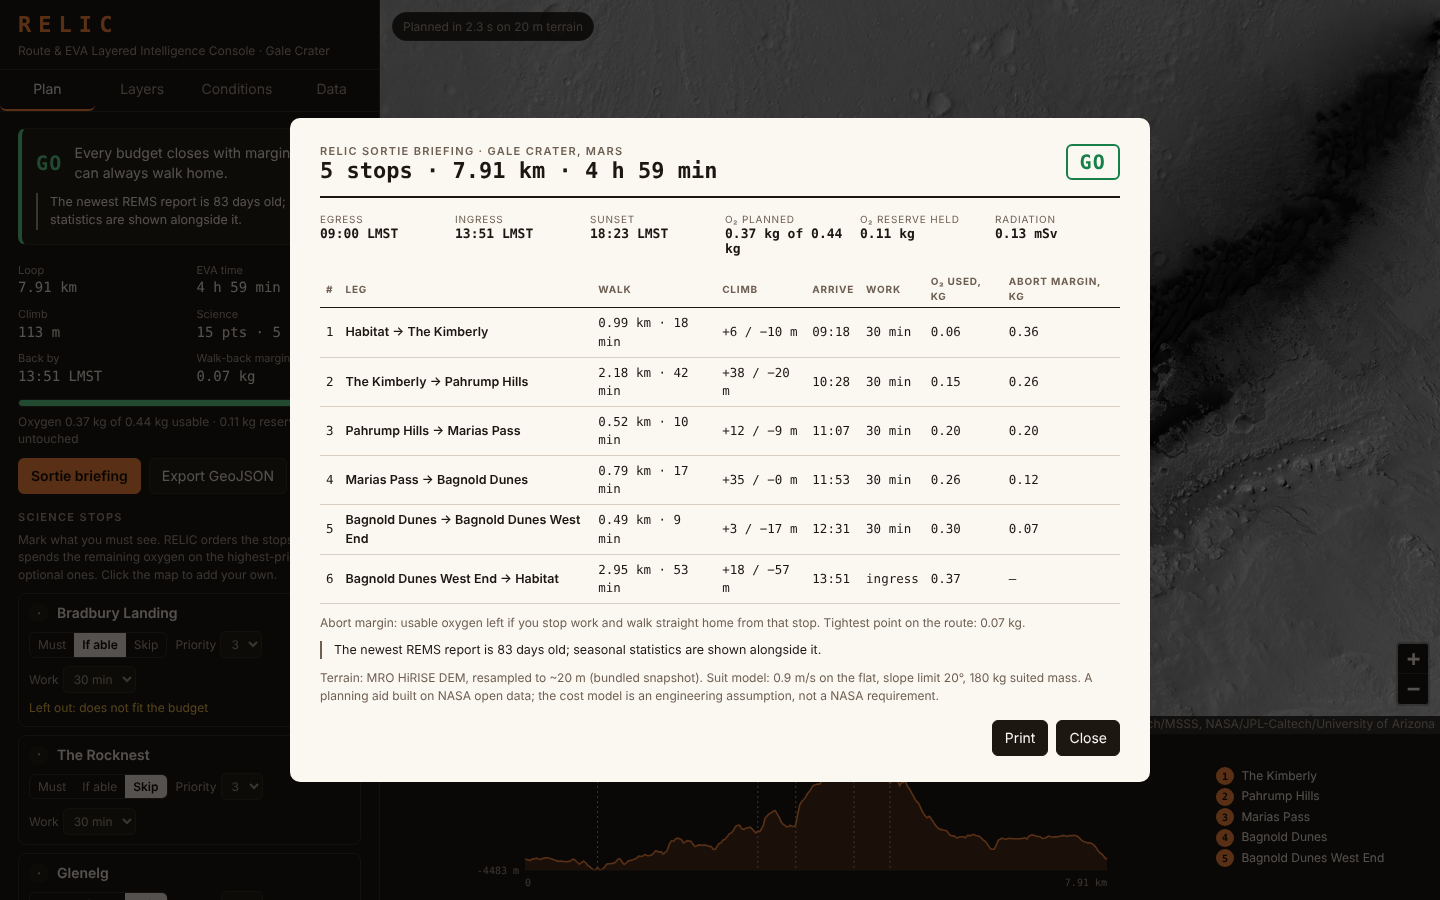 RELIC
Route & EVA Layered Intelligence Console · Gale Crater
Plan Layers Conditions Data
GO
Every budget closes with margin
can always walk home.
The newest REMS report is 83 days old;
statistics are shown alongside it.
Loop EVA time
7.91 km 4 h 59 min
Climb Science
113 m 15 pts · 5
Back by Walk-back margin
13:51 LMST 0.07 kg
Oxygen 0.37 kg of 0.44 kg usable · 0.11 kg
untouched
Sortie briefing Export GeoJSON
SCIENCE STOPS
Mark what you must see. RELIC orders the stops
spends the remaining oxygen on the
optional ones. Click the map to add your own.
· Bradbury Landing
Must If able Skip Priority 3
Work 30 min
Left out: does not fit the budget
· The Rocknest
Must If able Skip Priority 3
Work 30 min
· Glenelg
Planned in 2.3 s on 20 m terrain
RELIC SORTIE BRIEFING · GALE CRATER, MARS
5 stops · 7.91 km · 4 h 59 min
GO
EGRESS INGRESS SUNSET O₂ PLANNED O₂ RESERVE HELD RADIATION
09:00 LMST 13:51 LMST 18:23 LMST 0.37 kg of 0.44 kg 0.11 kg 0.13 mSv
# LEG WALK CLIMB ARRIVE WORK O₂ USED, KG ABORT MARGIN, KG
1 Habitat → The Kimberly 0.99 km · 18 min +6 / −10 m 09:18 30 min 0.06 0.36
2 The Kimberly → Pahrump Hills 2.18 km · 42 min +38 / −20 m 10:28 30 min 0.15 0.26
3 Pahrump Hills → Marias Pass 0.52 km · 10 min +12 / −9 m 11:07 30 min 0.20 0.20
4 Marias Pass → Bagnold Dunes 0.79 km · 17 min +35 / −0 m 11:53 30 min 0.26 0.12
5 Bagnold Dunes → Bagnold Dunes West End 0.49 km · 9 min +3 / −17 m 12:31 30 min 0.30 0.07
6 Bagnold Dunes West End → Habitat 2.95 km · 53 min +18 / −57 m 13:51 ingress 0.37 —
Abort margin: usable oxygen left if you stop work and walk straight home from that stop. Tightest point on the route: 0.07 kg.
The newest REMS report is 83 days old; seasonal statistics are shown alongside it.
Terrain: MRO HiRISE DEM, resampled to ~20 m (bundled snapshot). Suit model: 0.9 m/s on the flat, slope limit 20°, 180 kg suited mass. A
planning aid built on NASA open data; the cost model is an engineering assumption, not a NASA requirement.
Print Close
+
−
/MSSS, NASA/JPL-Caltech/University of Arizona
-4483 m
0 7.91 km
1 The Kimberly
2 Pahrump Hills
3 Marias Pass
4 Bagnold Dunes
5 Bagnold Dunes West End